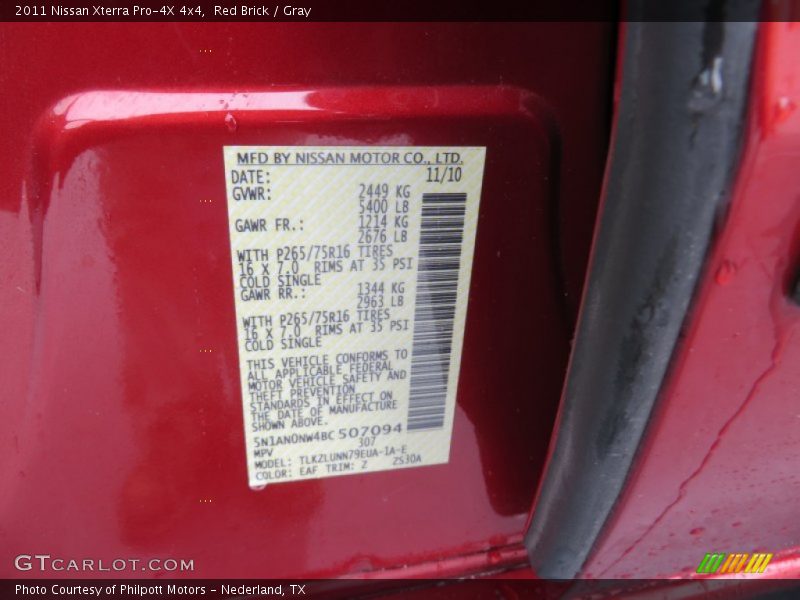 2011 Nissan Xterra Pro-4X 4x4,  Red Brick / Gray
MFD BY NISSAN MOTOR CO., LTD.
DATE: 11/10
GVWR: 2449 KG
5400 LB
GAWR FR.: 1214 KG
2676 LB
WITH P265/75R16 TIRES
16 X 7.0 RIMS AT 35 PSI
COLD SINGLE
GAWR RR.: 1344 KG
2963 LB
WITH P265/75R16 TIRES
16 X 7.0 RIMS AT 35 PSI
COLD SINGLE
THIS VEHICLE CONFORMS TO
ALL APPLICABLE FEDERAL
MOTOR VEHICLE SAFETY AND
THEFT PREVENTION
STANDARDS IN EFFECT ON
THE DATE OF MANUFACTURE
SHOWN ABOVE.
5N1AN0NW4BC507094
MPV 307
MODEL: TLKZLUNN79EUA-IA-E
COLOR: EAF TRIM: Z 2S30A
GTCARLOT.COM
Photo Courtesy of Philpott Motors - Nederland, TX